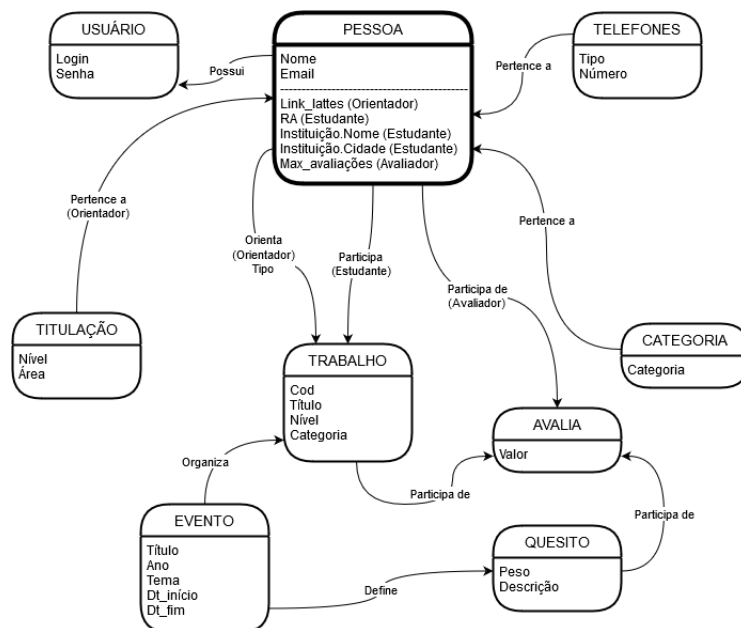 USUÁRIO
Login
Senha
Possui
PESSOA
Nome
Email
Link_lattes (Orientador)
RA (Estudante)
Instituição.Nome (Estudante)
Instituição.Cidade (Estudante)
Max_avaliações (Avaliador)
TELEFONES
Tipo
Número
Pertence a
Pertence a
(Orientador)
Orienta
(Orientador)
Tipo
Participa
(Estudante)
Participa de
(Avaliador)
Pertence a
TITULAÇÃO
Nível
Área
TRABALHO
Cod
Título
Nível
Categoria
CATEGORIA
Categoria
AVALIA
Valor
Organiza
Participa de
Participa de
EVENTO
Título
Ano
Tema
Dt_início
Dt_fim
Define
QUESITO
Peso
Descrição